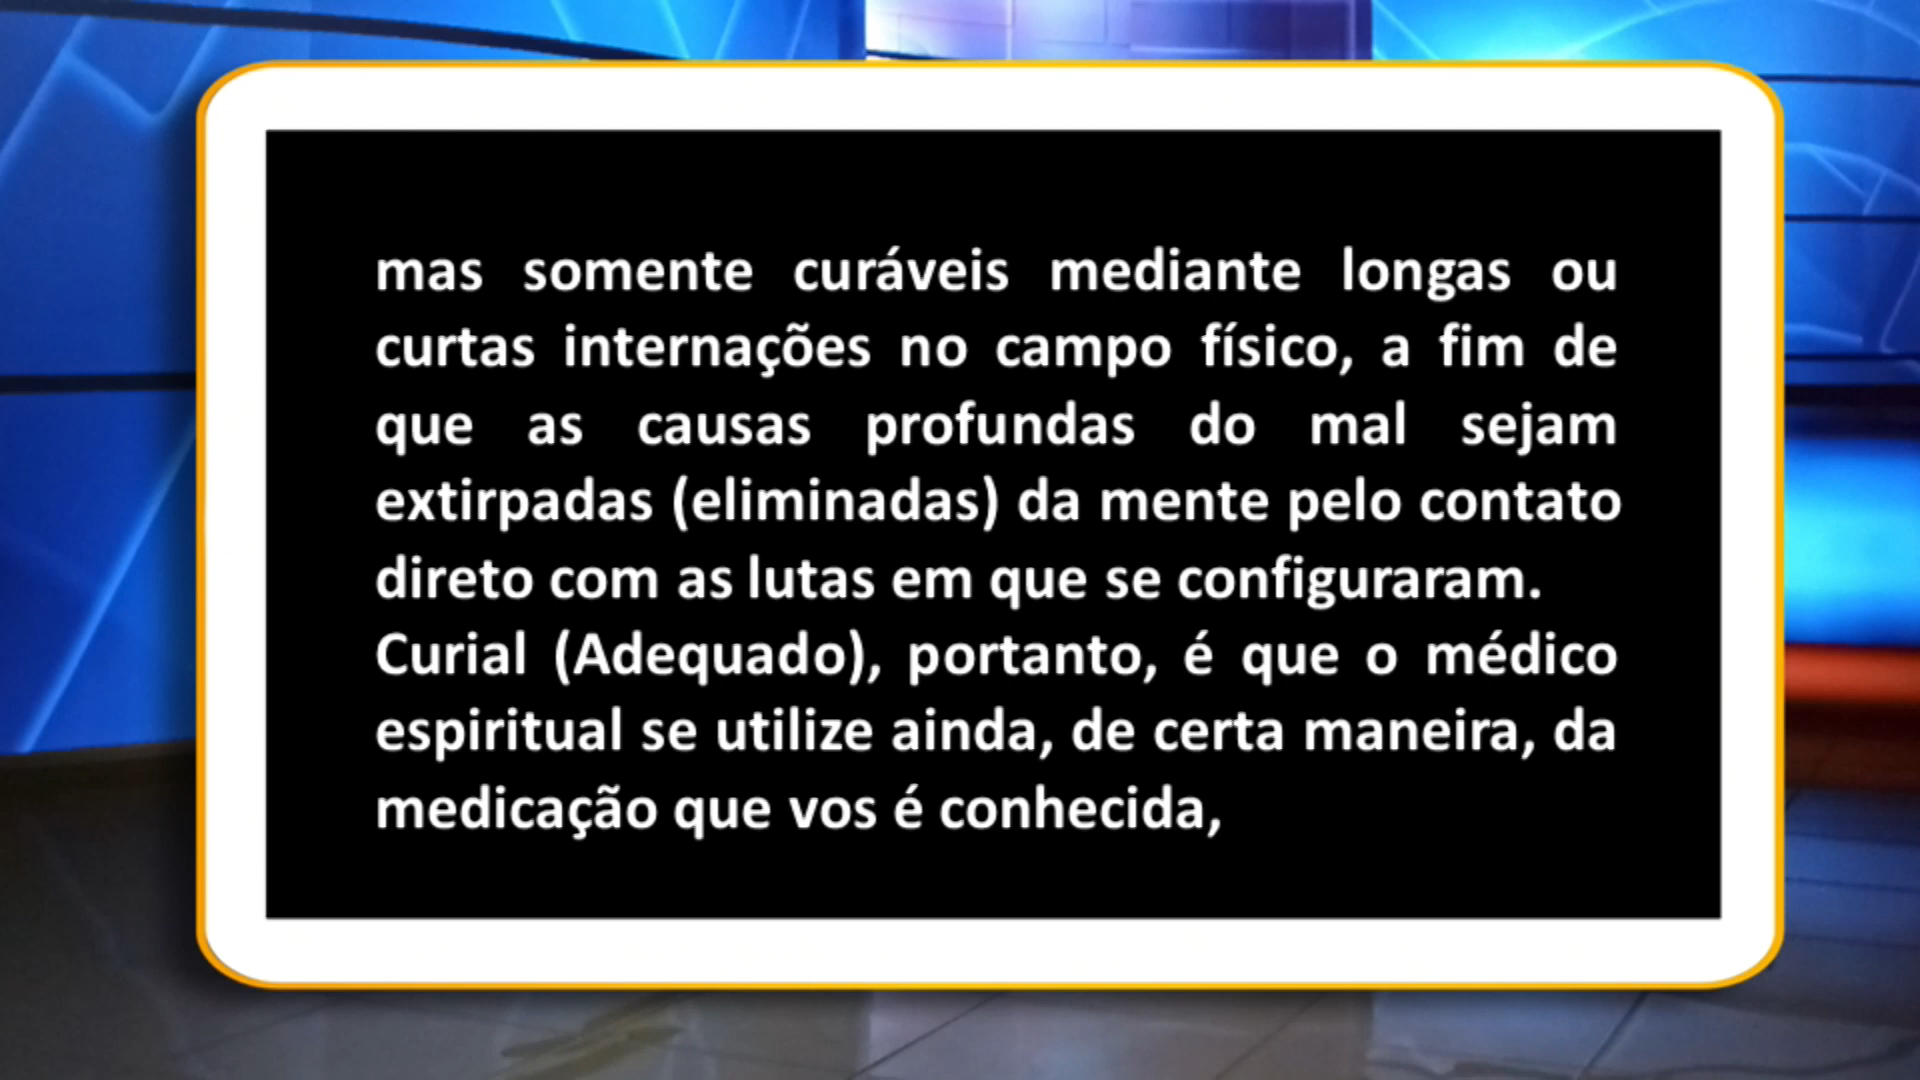 mas somente curáveis mediante longas ou
curtas internações no campo físico, a fim de
que as causas profundas do mal sejam
extirpadas (eliminadas) da mente pelo contato
direto com as lutas em que se configuraram.
Curial (Adequado), portanto, é que o médico
espiritual se utilize ainda, de certa maneira, da
medicação que vos é conhecida,